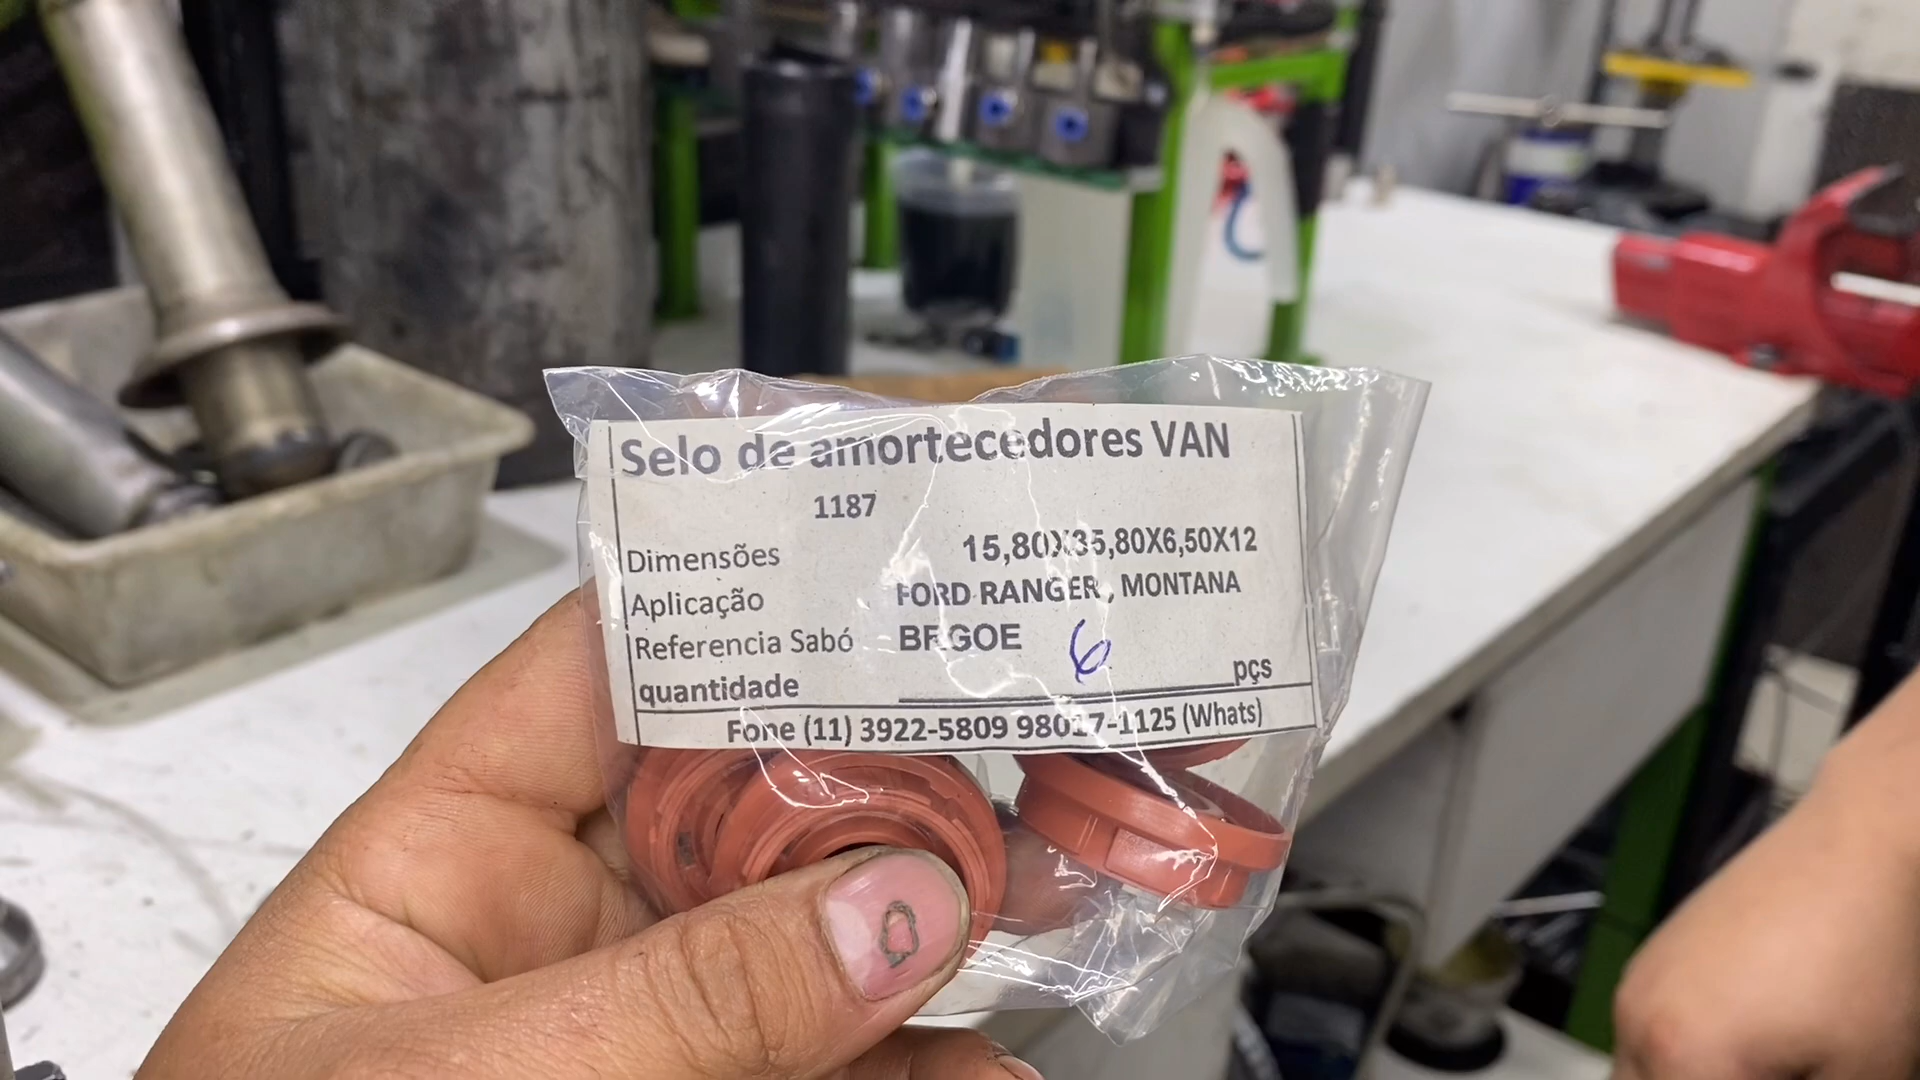 Selo de amortecedores VAN
1187
Dimensões 15,80X35,80X6,50X12
Aplicação FORD RANGER , MONTANA
Referencia Sabó BRGOE
quantidade 6 pçs
Fone (11) 3922-5809 98017-1125 (Whats)